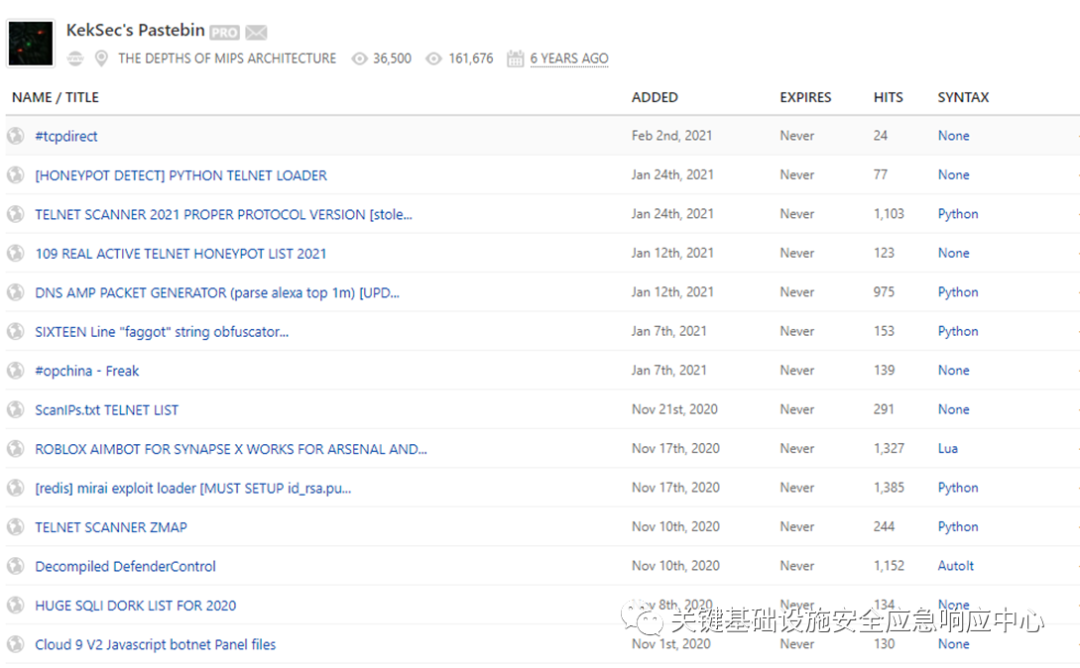 KekSec's Pastebin PRO
THE DEPTHS OF MIPS ARCHITECTURE 36,500 161,676 6 YEARS AGO
NAME / TITLE ADDED EXPIRES HITS SYNTAX
#tcpdirect Feb 2nd, 2021 Never 24 None
[HONEYPOT DETECT] PYTHON TELNET LOADER Jan 24th, 2021 Never 77 None
TELNET SCANNER 2021 PROPER PROTOCOL VERSION [stole... Jan 24th, 2021 Never 1,103 Python
109 REAL ACTIVE TELNET HONEYPOT LIST 2021 Jan 12th, 2021 Never 123 None
DNS AMP PACKET GENERATOR (parse alexa top 1m) [UPD... Jan 12th, 2021 Never 975 Python
SIXTEEN Line "faggot" string obfuscator... Jan 7th, 2021 Never 153 Python
#opchina - Freak Jan 7th, 2021 Never 139 None
ScanIPs.txt TELNET LIST Nov 21st, 2020 Never 291 None
ROBLOX AIMBOT FOR SYNAPSE X WORKS FOR ARSENAL AND... Nov 17th, 2020 Never 1,327 Lua
[redis] mirai exploit loader [MUST SETUP id_rsa.pu... Nov 17th, 2020 Never 1,385 Python
TELNET SCANNER ZMAP Nov 10th, 2020 Never 244 Python
Decompiled DefenderControl Nov 10th, 2020 Never 1,152 AutoIt
HUGE SQLI DORK LIST FOR 2020 Nov 8th, 2020 Never 134 None
关键基础设施安全应急响应中心
Cloud 9 V2 Javascript botnet Panel files Nov 1st, 2020 Never 130 None